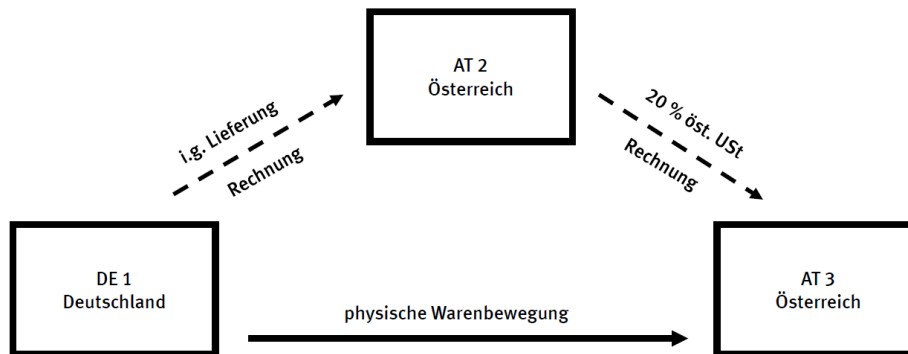 AT 2
Österreich
i.g. Lieferung
Rechnung
20 % öst. USt
Rechnung
DE 1
Deutschland
physische Warenbewegung
AT 3
Österreich